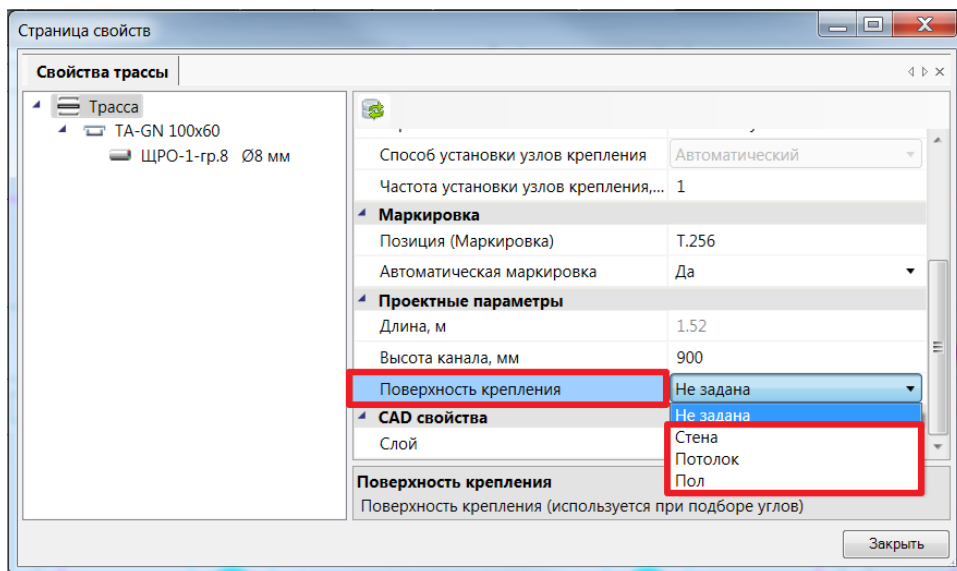 Страница свойств
Свойства трассы
Трасса
TA-GN 100x60
ЩРО-1-гр.8 Ø8 мм
Способ установки узлов крепления Автоматический
Частота установки узлов крепления,... 1
Маркировка
Позиция (Маркировка) Т.256
Автоматическая маркировка Да
Проектные параметры
Длина, м 1.52
Высота канала, мм 900
Поверхность крепления Не задана
Не задана
CAD свойства
Стена
Слой
Потолок
Пол
Поверхность крепления
Поверхность крепления (используется при подборе углов)
Закрыть